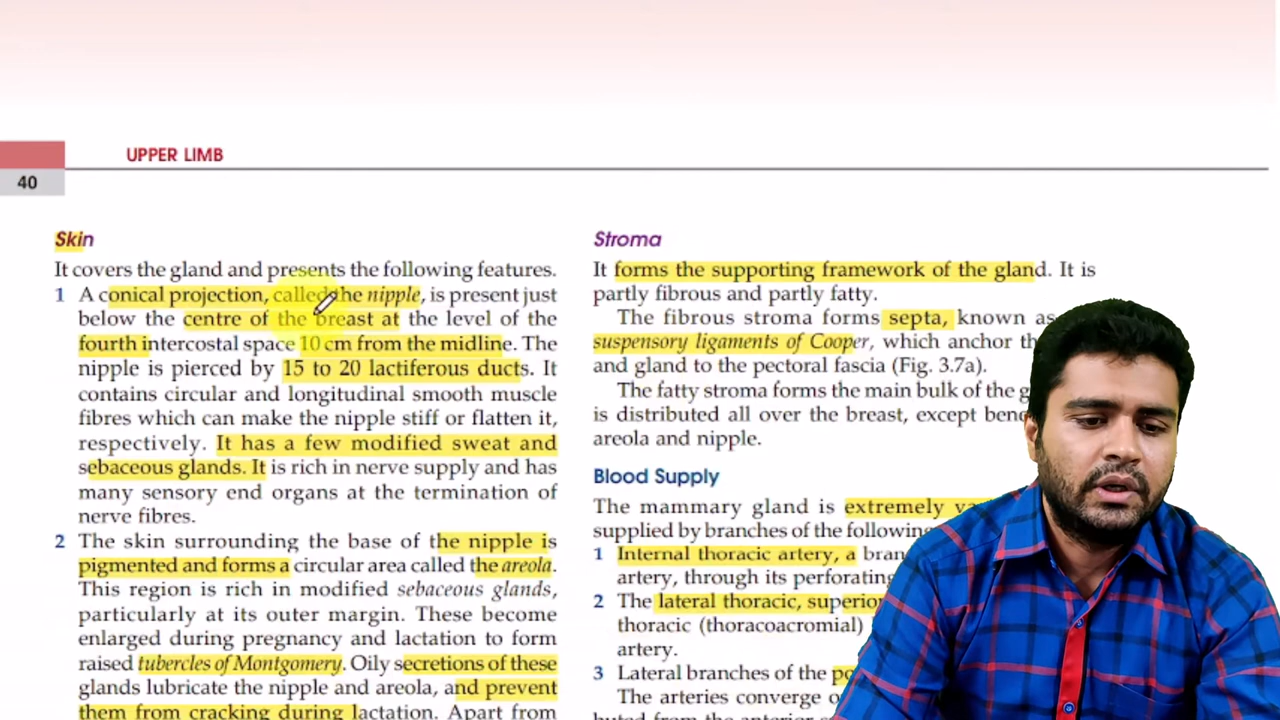 UPPER LIMB
40
Skin
It covers the gland and presents the following features.
1 A conical projection, called the nipple, is present just
below the centre of the breast at the level of the
fourth intercostal space 10 cm from the midline. The
nipple is pierced by 15 to 20 lactiferous ducts. It
contains circular and longitudinal smooth muscle
fibres which can make the nipple stiff or flatten it,
respectively. It has a few modified sweat and
sebaceous glands. It is rich in nerve supply and has
many sensory end organs at the termination of
nerve fibres.
2 The skin surrounding the base of the nipple is
pigmented and forms a circular area called the areola.
This region is rich in modified sebaceous glands,
particularly at its outer margin. These become
enlarged during pregnancy and lactation to form
raised tubercles of Montgomery. Oily secretions of these
glands lubricate the nipple and areola, and prevent
them from cracking during lactation. Apart from
Stroma
It forms the supporting framework of the gland. It is
partly fibrous and partly fatty.
The fibrous stroma forms septa, known as
suspensory ligaments of Cooper, which anchor
and gland to the pectoral fascia (Fig. 3.7a).
The fatty stroma forms the main bulk of the
is distributed all over the breast, except
areola and nipple.
Blood Supply
The mammary gland is extremely
supplied by branches of the following
1 Internal thoracic artery, a
artery, through its perforating
2 The lateral thoracic,
thoracic (thoracoacromial)
artery.
3 Lateral branches of the
The arteries converge